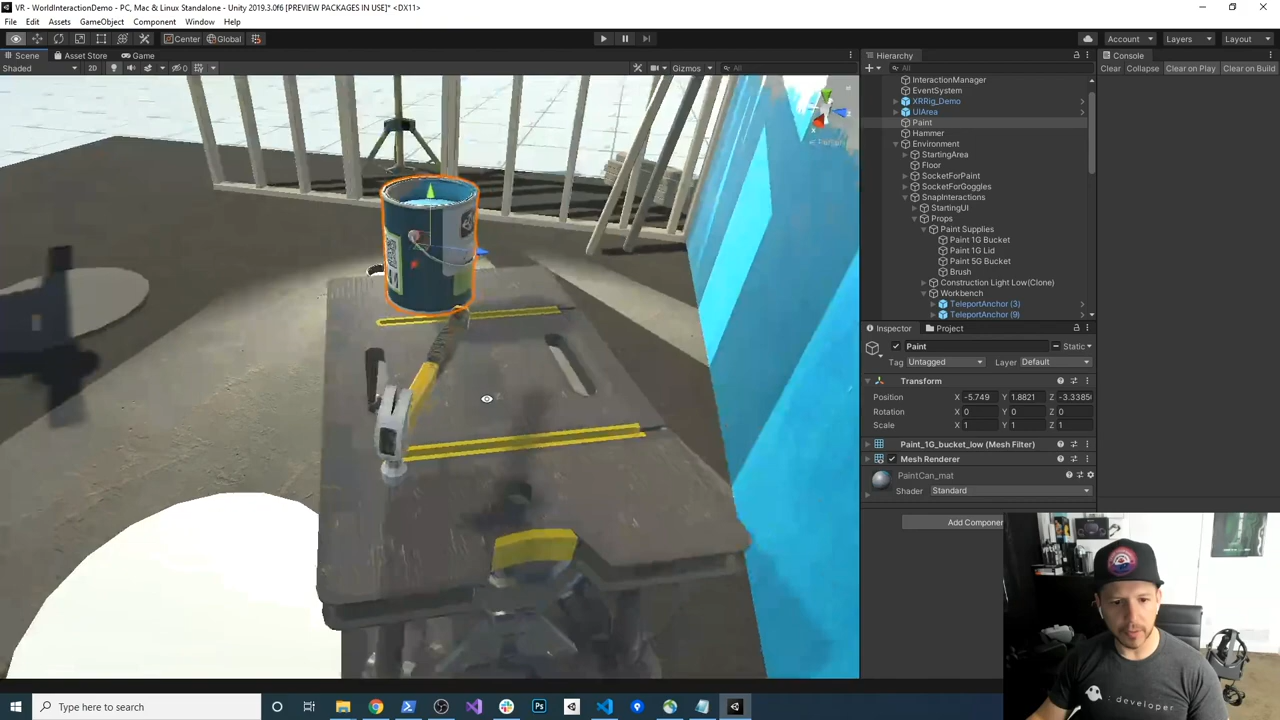 VR - WorldInteractionDemo - PC, Mac & Linux Standalone - Unity 2019.3.0f6 [PREVIEW PACKAGES IN USE]* <DX11>
File Edit Assets GameObject Component Window Help
Center Global Account Layers Layout
Scene Asset Store Game Hierarchy Console
Shaded 2D 0 Gizmos All All Clear Collapse Clear on Play Clear on Build
InteractionManager
EventSystem
XRRig_Demo
UIArea
Paint
Hammer
Environment
StartingArea
Floor
SocketForPaint
SocketForGoggles
SnapInteractions
StartingUI
Props
Paint Supplies
Paint 1G Bucket
Paint 1G Lid
Paint 5G Bucket
Brush
Construction Light Low(Clone)
Workbench
TeleportAnchor (3)
TeleportAnchor (9)
Inspector Project
Paint Static
Tag Untagged Layer Default
Transform
Position X -5.749 Y 1.8821 Z -3.3385
Rotation X 0 Y 0 Z 0
Scale X 1 Y 1 Z 1
Paint_1G_bucket_low (Mesh Filter)
Mesh Renderer
PaintCan_mat
Shader Standard
Add Componen
: developer
Type here to search